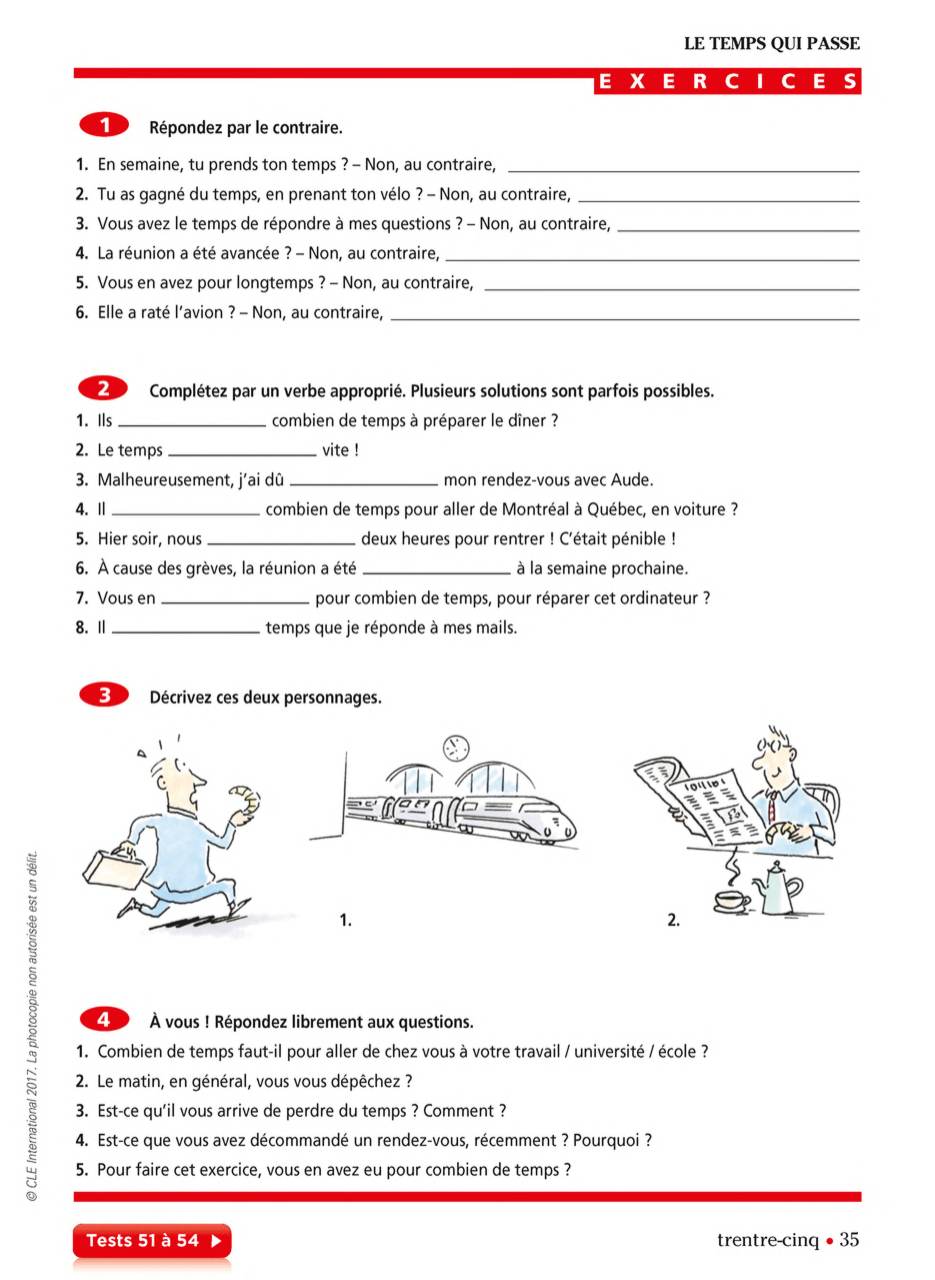 LE TEMPS QUI PASSE
EXERCICES
1 Répondez par le contraire.
1. En semaine, tu prends ton temps ? – Non, au contraire,
2. Tu as gagné du temps, en prenant ton vélo ? – Non, au contraire,
3. Vous avez le temps de répondre à mes questions ? – Non, au contraire,
4. La réunion a été avancée ? – Non, au contraire,
5. Vous en avez pour longtemps ? – Non, au contraire,
6. Elle a raté l’avion ? – Non, au contraire,
2 Complétez par un verbe approprié. Plusieurs solutions sont parfois possibles.
1. Ils ____ combien de temps à préparer le dîner ?
2. Le temps ____ vite !
3. Malheureusement, j’ai dû ____ mon rendez-vous avec Aude.
4. Il ____ combien de temps pour aller de Montréal à Québec, en voiture ?
5. Hier soir, nous ____ deux heures pour rentrer ! C’était pénible !
6. À cause des grèves, la réunion a été ____ à la semaine prochaine.
7. Vous en ____ pour combien de temps, pour réparer cet ordinateur ?
8. Il ____ temps que je réponde à mes mails.
3 Décrivez ces deux personnages.
1.
2.
4 À vous ! Répondez librement aux questions.
1. Combien de temps faut-il pour aller de chez vous à votre travail / université / école ?
2. Le matin, en général, vous vous dépêchez ?
3. Est-ce qu’il vous arrive de perdre du temps ? Comment ?
4. Est-ce que vous avez décommandé un rendez-vous, récemment ? Pourquoi ?
5. Pour faire cet exercice, vous en avez eu pour combien de temps ?
© CLE International 2017. La photocopie non autorisée est un délit.
Tests 51 à 54
trentre-cinq • 35